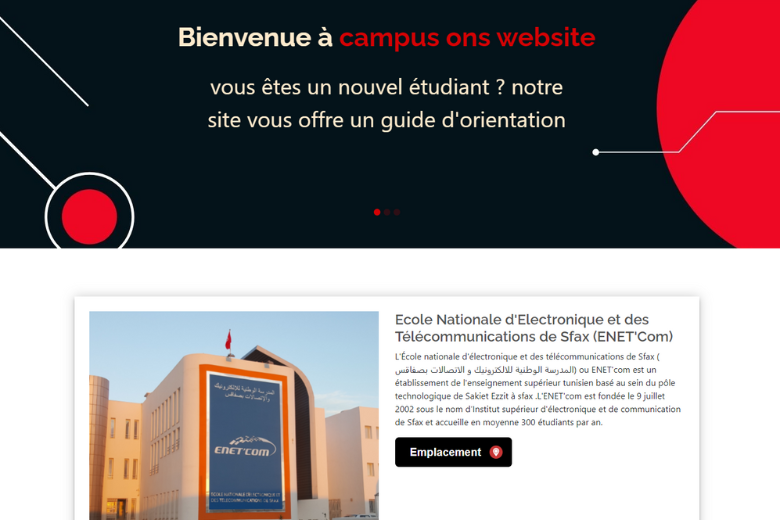 Bienvenue à campus ons website
vous êtes un nouvel étudiant ? notre
site vous offre un guide d'orientation
المدرسة الوطنية للالكترونيك
والاتصالات بصفاقس
ENET'COM
ECOLE NATIONALE D'ELECTRONIQUE ET
DES TELECOMMUNICATIONS DE SFAX
Ecole Nationale d'Electronique et des
Télécommunications de Sfax (ENET'Com)
L'École nationale d'électronique et des télécommunications de Sfax (
المدرسة الوطنية للالكترونيك و الاتصالات بصفاقس) ou ENET'com est un
établissement de l'enseignement supérieur tunisien basé au sein du pôle
technologique de Sakiet Ezzit à sfax .L'ENET'com est fondée le 9 juillet
2002 sous le nom d'Institut supérieur d'électronique et de communication
de Sfax et accueille en moyenne 300 étudiants par an.
Emplacement